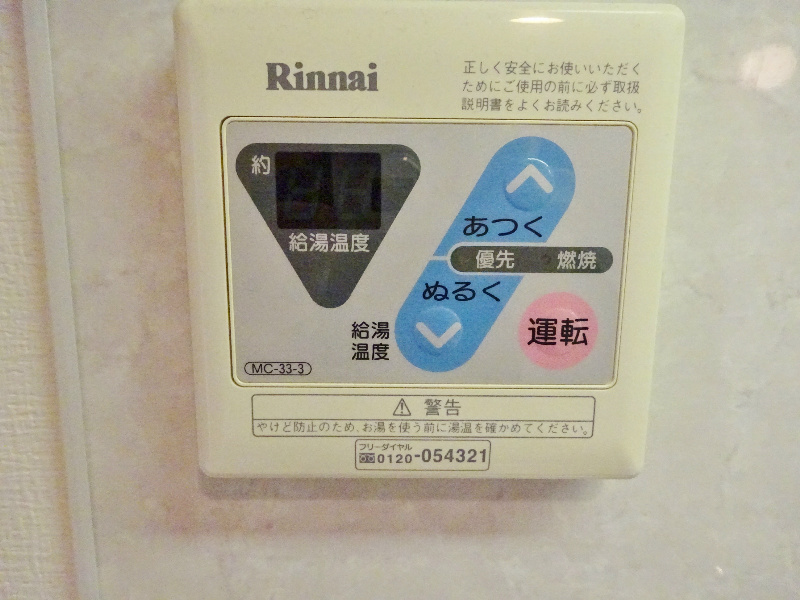 Rinnai
正しく安全にお使いいただく
ためにご使用の前に必ず取扱
説明書をよくお読みください。
約
給湯温度
あつく
優先 燃焼
ぬるく
給湯
温度
運転
MC-33-3
⚠ 警告
やけど防止のため、お湯を使う前に湯温を確かめてください。
フリーダイヤル
0120-054321